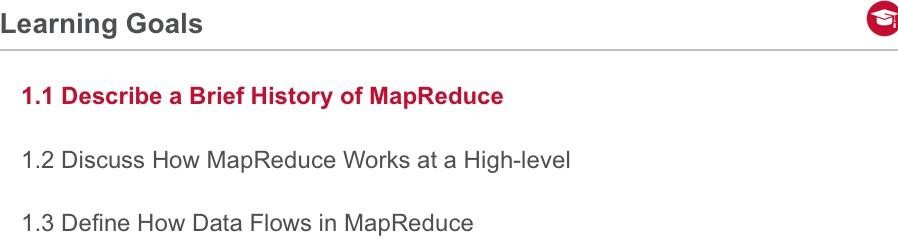 Learning Goals
1.1 Describe a Brief History of MapReduce
1.2 Discuss How MapReduce Works at a High-level
1.3 Define How Data Flows in MapReduce